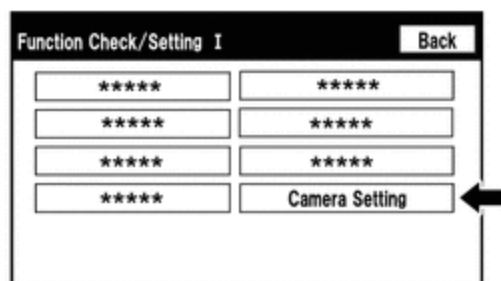 Function Check/Setting I
Back
***** *****
***** *****
***** *****
***** Camera Setting